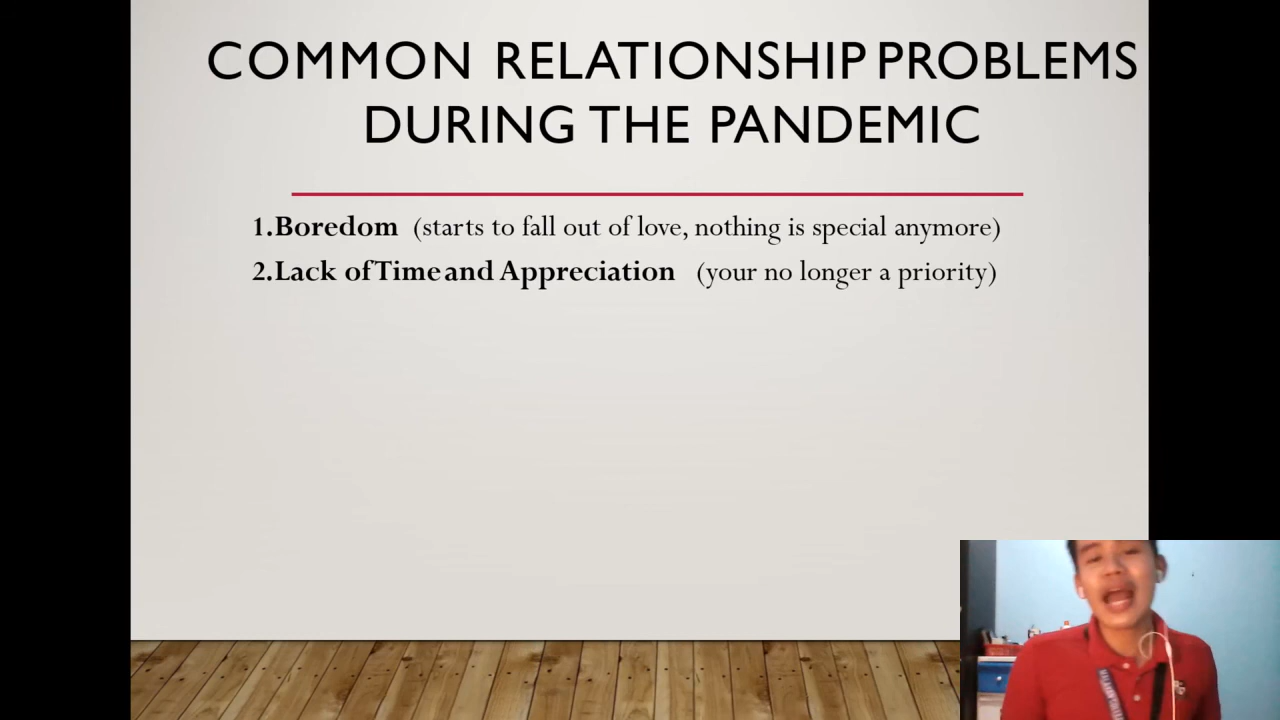 COMMON RELATIONSHIP PROBLEMS
DURING THE PANDEMIC
1.Boredom (starts to fall out of love, nothing is special anymore)
2.Lack of Time and Appreciation (your no longer a priority)